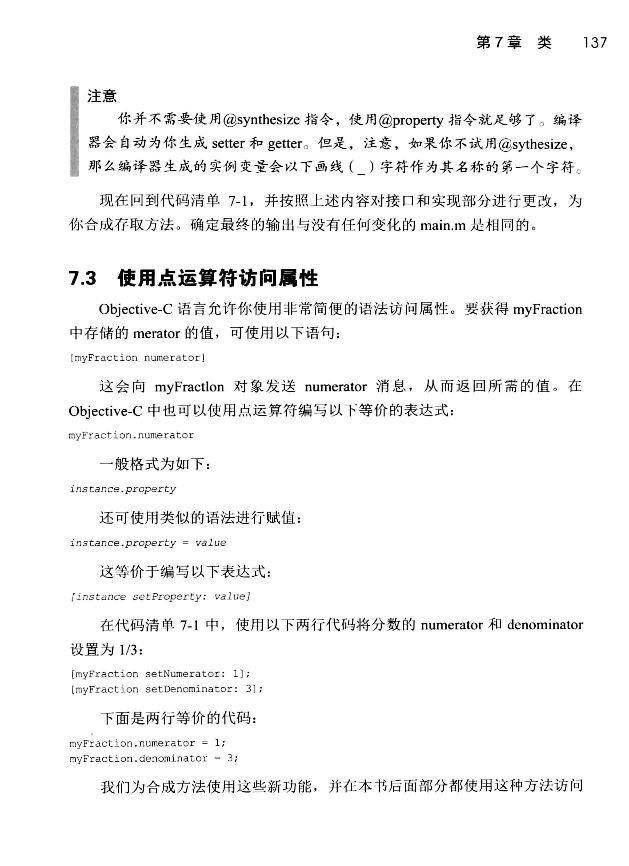 第7章 类 137
注意
你并不需要使用@synthesize 指令，使用@property 指令就足够了。编译
器会自动为你生成 setter 和 getter。但是，注意，如果你不试用@sythesize，
那么编译器生成的实例变量会以下画线（_）字符作为其名称的第一个字符。
现在回到代码清单 7-1，并按照上述内容对接口和实现部分进行更改，为
你合成存取方法。确定最终的输出与没有任何变化的 main.m 是相同的。
7.3 使用点运算符访问属性
Objective-C 语言允许你使用非常简便的语法访问属性。要获得 myFraction
中存储的 merator 的值，可使用以下语句：
[myFraction numerator]
这会向 myFractlon 对象发送 numerator 消息，从而返回所需的值。在
Objective-C 中也可以使用点运算符编写以下等价的表达式：
myFraction.numerator
一般格式为如下：
instance.property
还可使用类似的语法进行赋值：
instance.property = value
这等价于编写以下表达式：
[instance setProperty: value]
在代码清单 7-1 中，使用以下两行代码将分数的 numerator 和 denominator
设置为 1/3：
[myFraction setNumerator: 1];
[myFraction setDenominator: 3];
下面是两行等价的代码：
myFraction.numerator = 1;
myFraction.denominator = 3;
我们为合成方法使用这些新功能，并在本书后面部分都使用这种方法访问